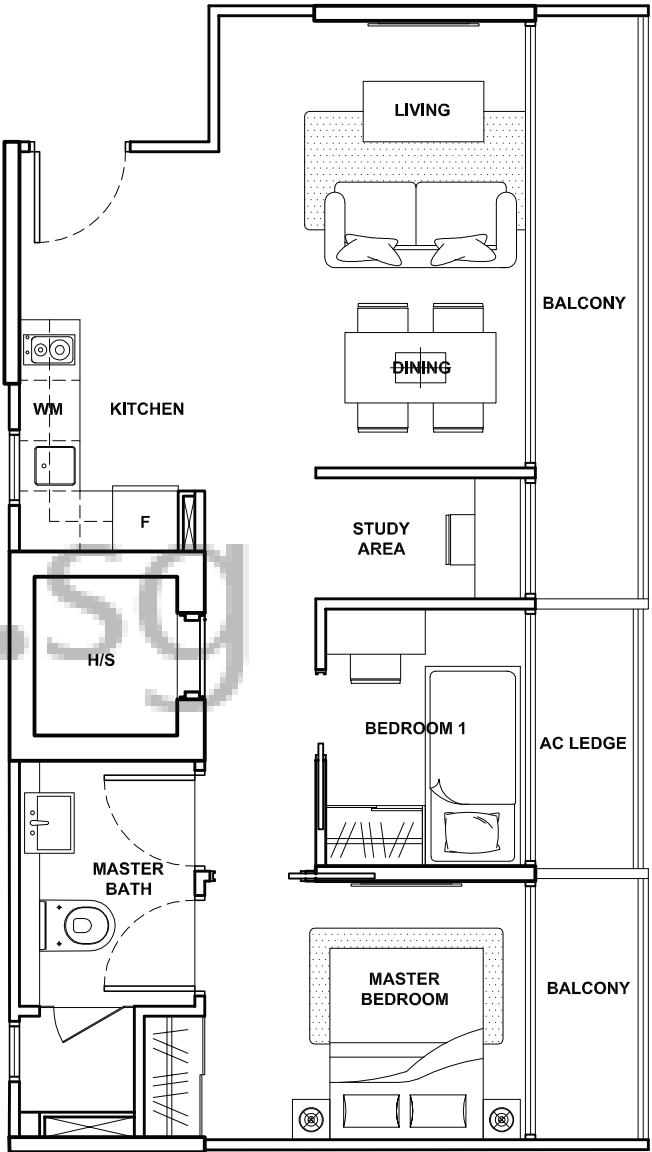 LIVING
BALCONY
DINING
WM
KITCHEN
F
STUDY
AREA
.sg
H/S
BEDROOM 1
AC LEDGE
MASTER
BATH
MASTER
BEDROOM
BALCONY